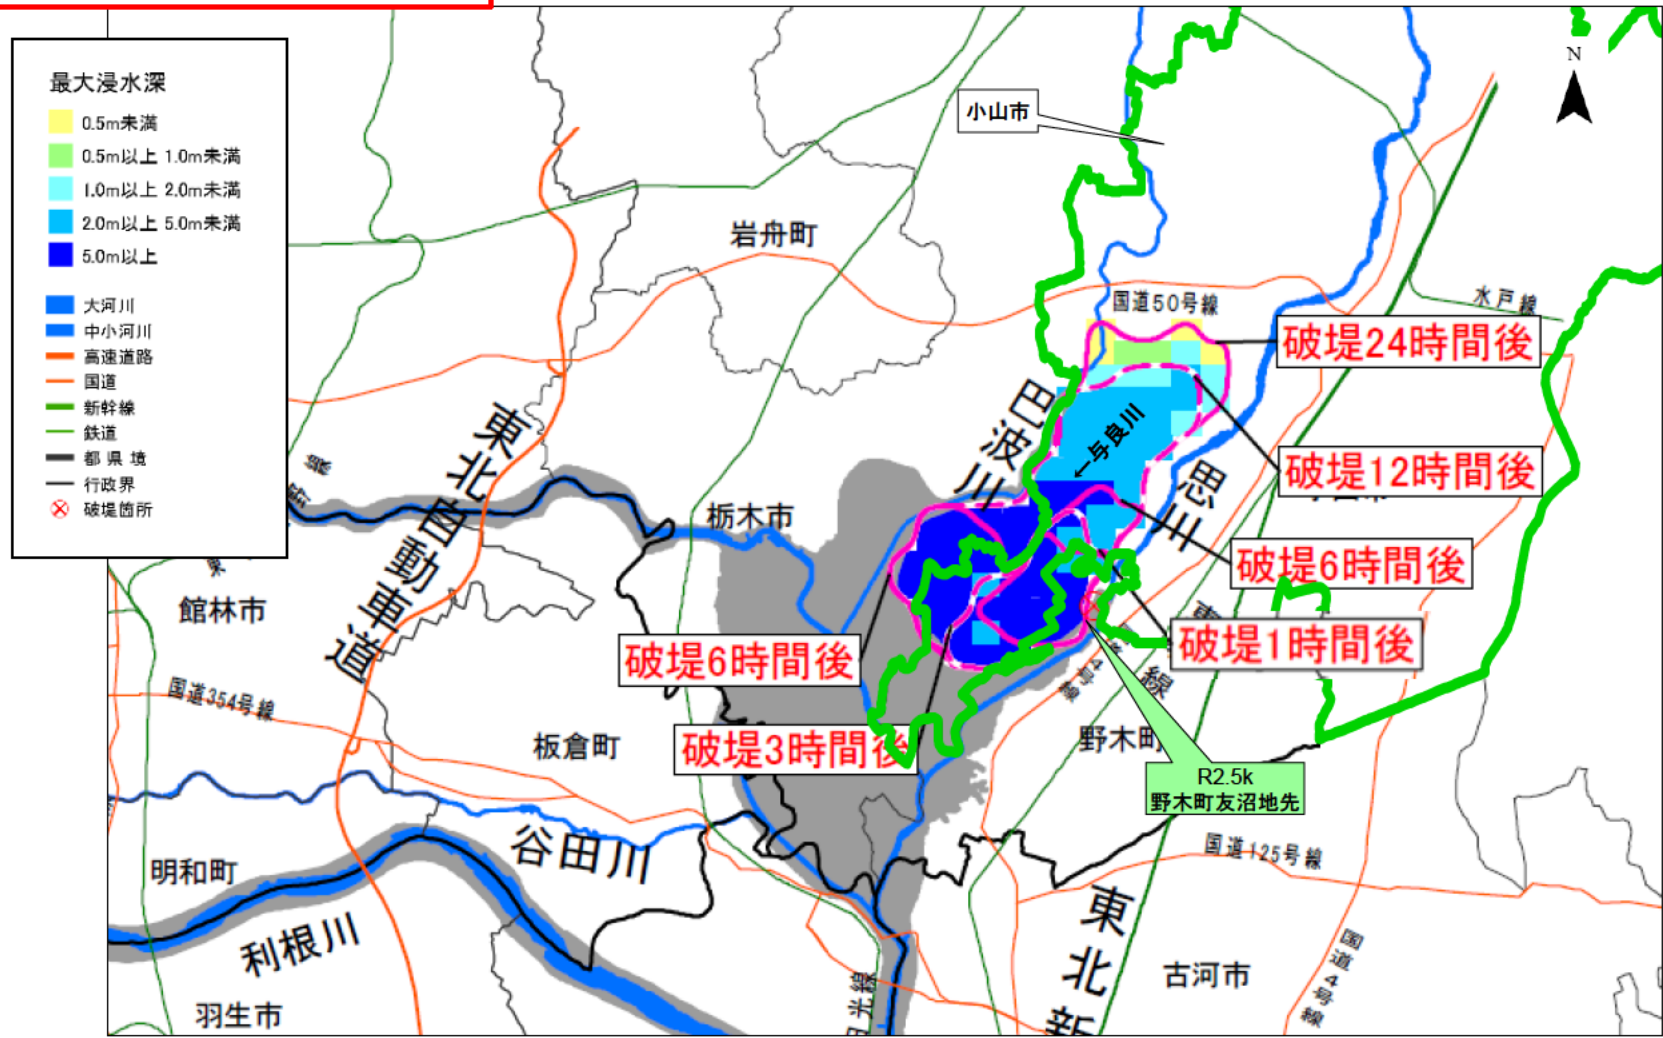 最大浸水深
0.5m未満
0.5m以上 1.0m未満
1.0m以上 2.0m未満
2.0m以上 5.0m未満
5.0m以上
大河川
中小河川
高速道路
国道
新幹線
鉄道
都県境
行政界
破堤箇所
N
小山市
岩舟町
国道50号線
水戸線
破堤24時間後
巴波川
←与良川
破堤12時間後
思川
東北自動車道
栃木市
破堤6時間後
館林市
破堤1時間後
破堤6時間後
国道354号線
4号線
板倉町
破堤3時間後
野木町
R2.5k
野木町友沼地先
谷田川
国道125号線
明和町
利根川
東北新
国道4号線
古河市
羽生市
日光線